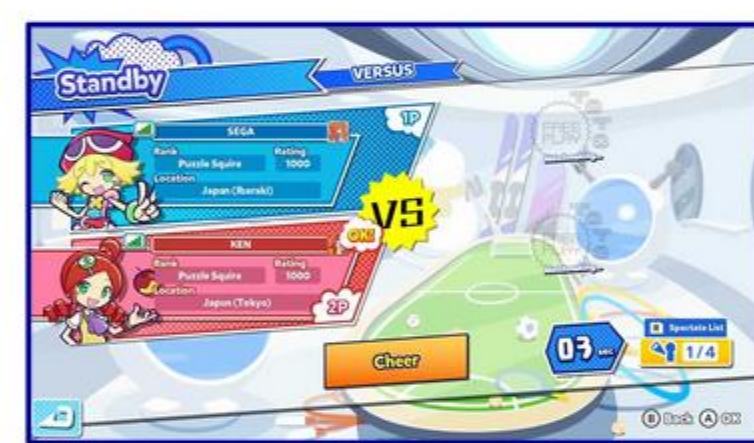 Standby
VERSUS
1P
SEGA
Rank
Rating
Puzzle Squire
1000
Location
Japan (Ibaraki)
VS
KEN
OK!
Rank
Rating
Puzzle Squire
1000
Location
Japan (Tokyo)
2P
Cheer
03 sec
R Spectate List
1/4
B Back A OK